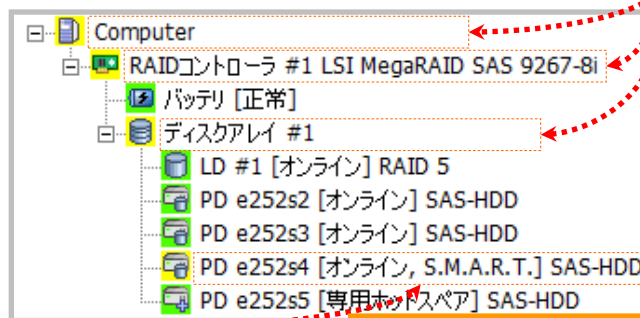 Computer
RAIDコントローラ #1 LSI MegaRAID SAS 9267-8i
バッテリ [正常]
ディスクアレイ #1
LD #1 [オンライン] RAID 5
PD e252s2 [オンライン] SAS-HDD
PD e252s3 [オンライン] SAS-HDD
PD e252s4 [オンライン, S.M.A.R.T.] SAS-HDD
PD e252s5 [専用ホットスペア] SAS-HDD